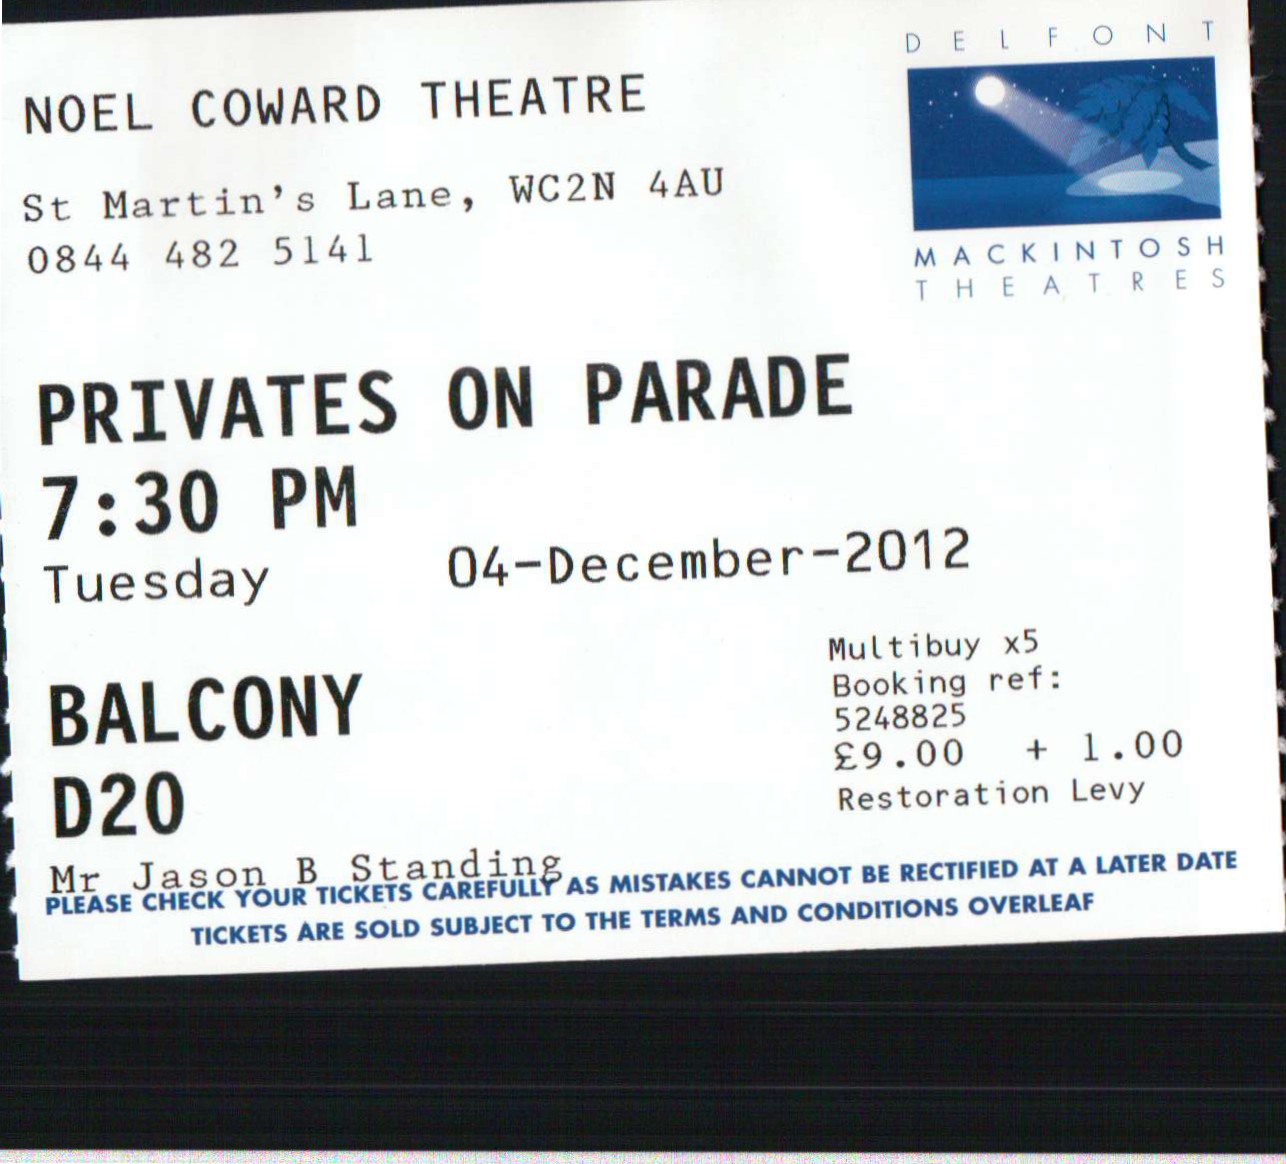 DELFONT
MACKINTOSH
THEATRES
NOEL COWARD THEATRE
St Martin's Lane, WC2N 4AU
0844 482 5141
PRIVATES ON PARADE
7:30 PM
Tuesday 04-December-2012
BALCONY
D20
Mr Jason B Standing
Multibuy x5
Booking ref:
5248825
£9.00 + 1.00
Restoration Levy
PLEASE CHECK YOUR TICKETS CAREFULLY AS MISTAKES CANNOT BE RECTIFIED AT A LATER DATE
TICKETS ARE SOLD SUBJECT TO THE TERMS AND CONDITIONS OVERLEAF